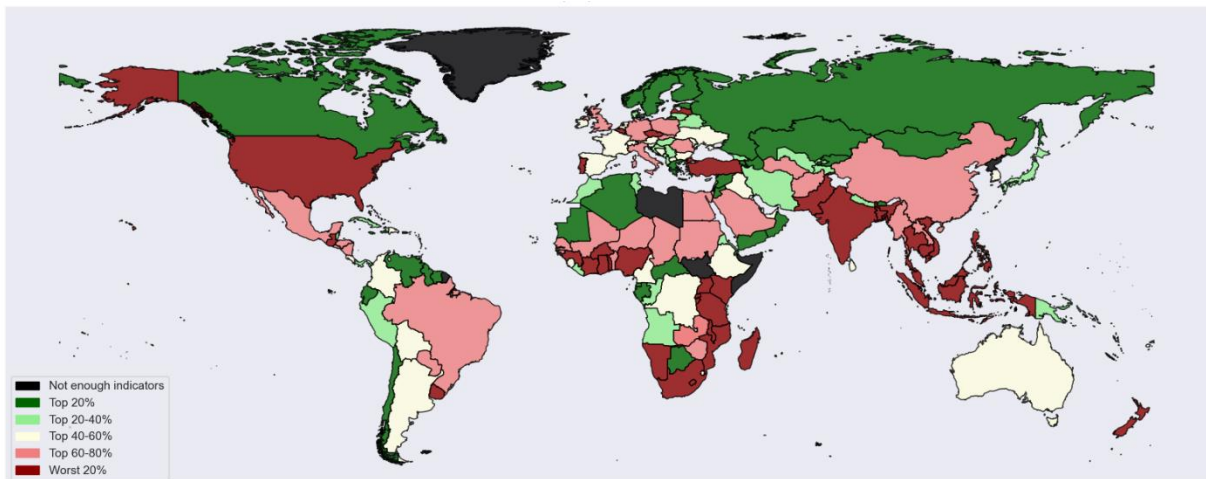 Not enough indicators
Top 20%
Top 20-40%
Top 40-60%
Top 60-80%
Worst 20%